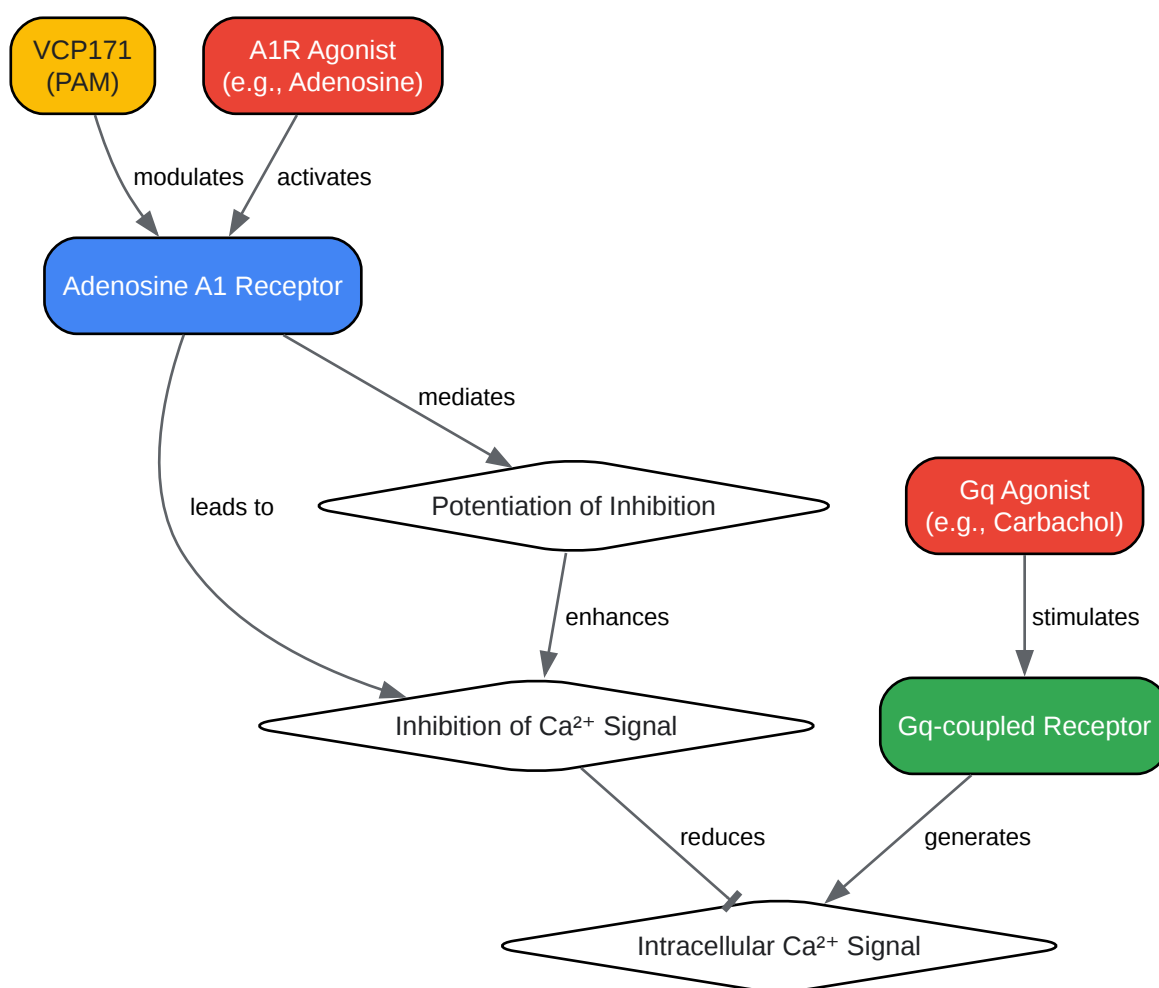 VCP171
(PAM)
A1R Agonist
(e.g., Adenosine)
modulates
activates
Adenosine A1 Receptor
mediates
leads to
Potentiation of Inhibition
Gq Agonist
(e.g., Carbachol)
enhances
stimulates
Inhibition of Ca²⁺ Signal
Gq-coupled Receptor
reduces
generates
Intracellular Ca²⁺ Signal